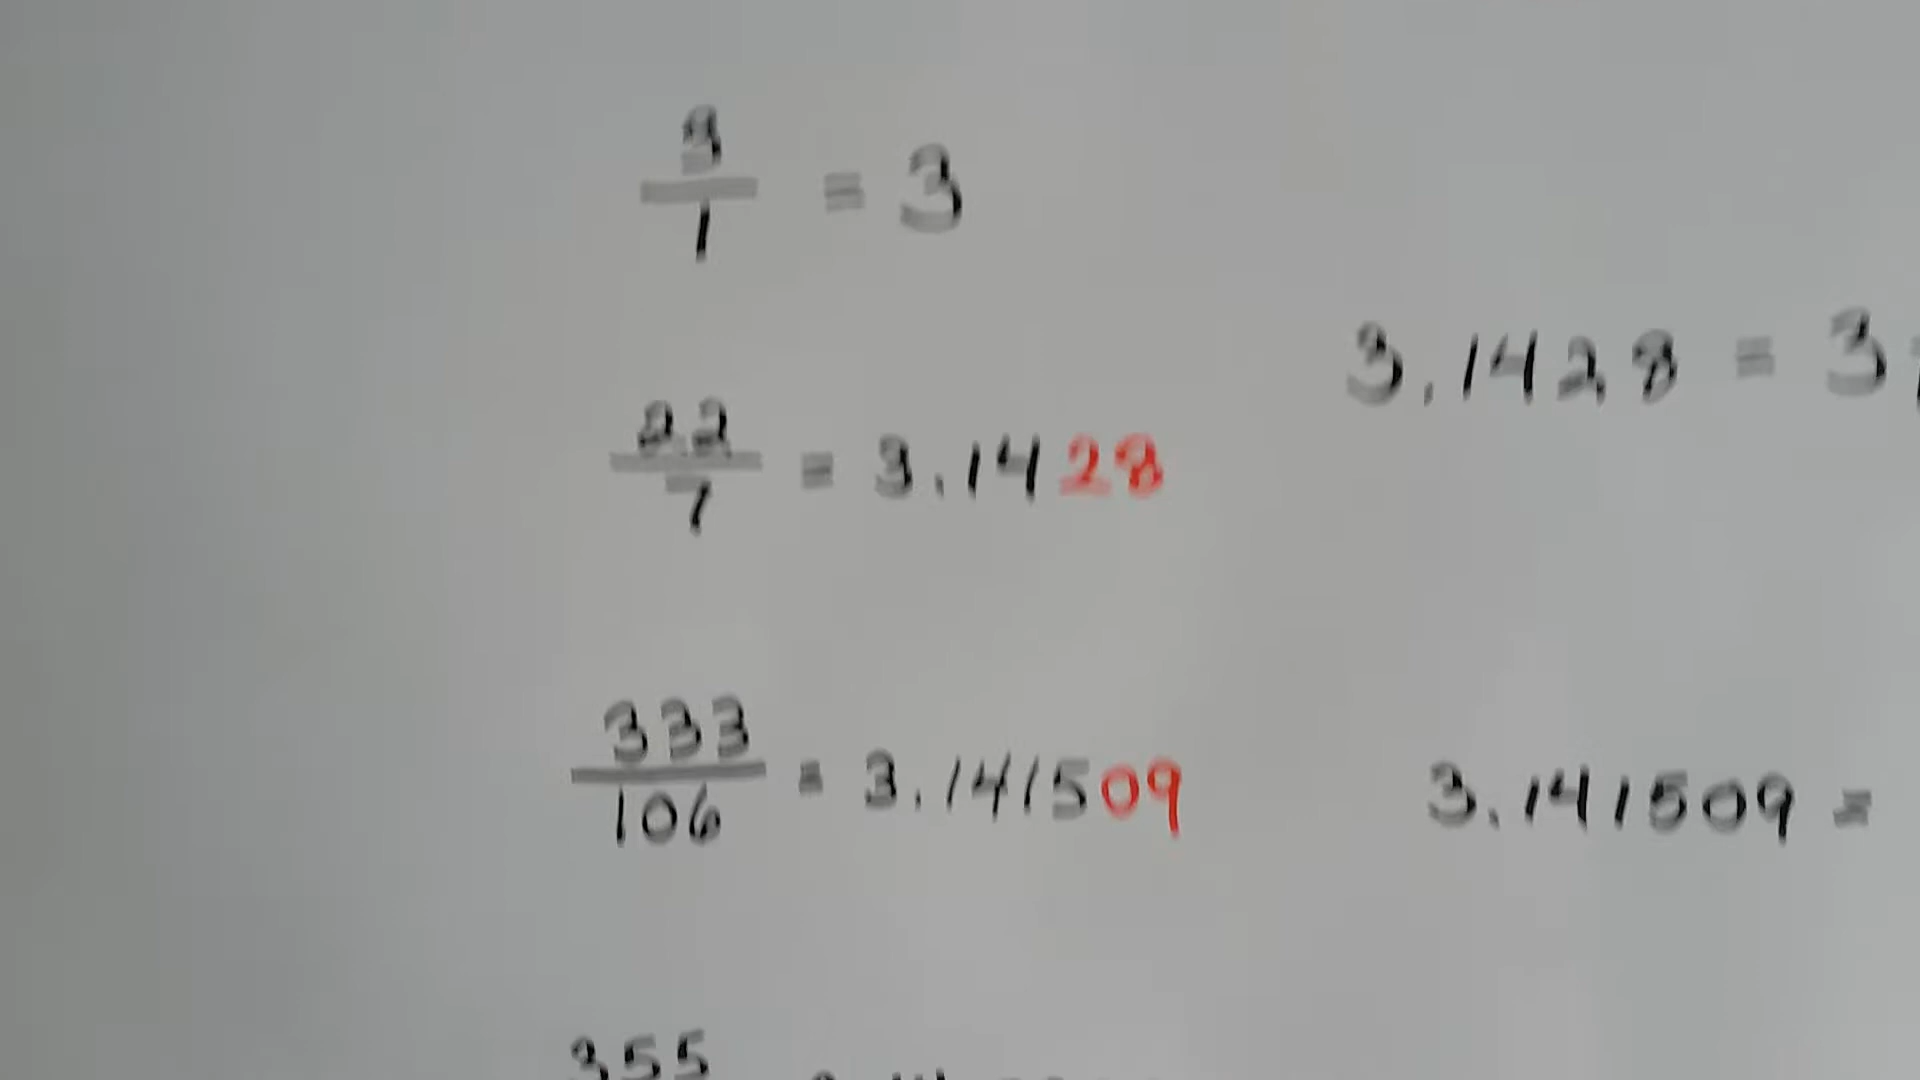 3/1 = 3
3.1428 = 3
22/7 = 3.1428
333/106 = 3.141509
3.141509 =
355